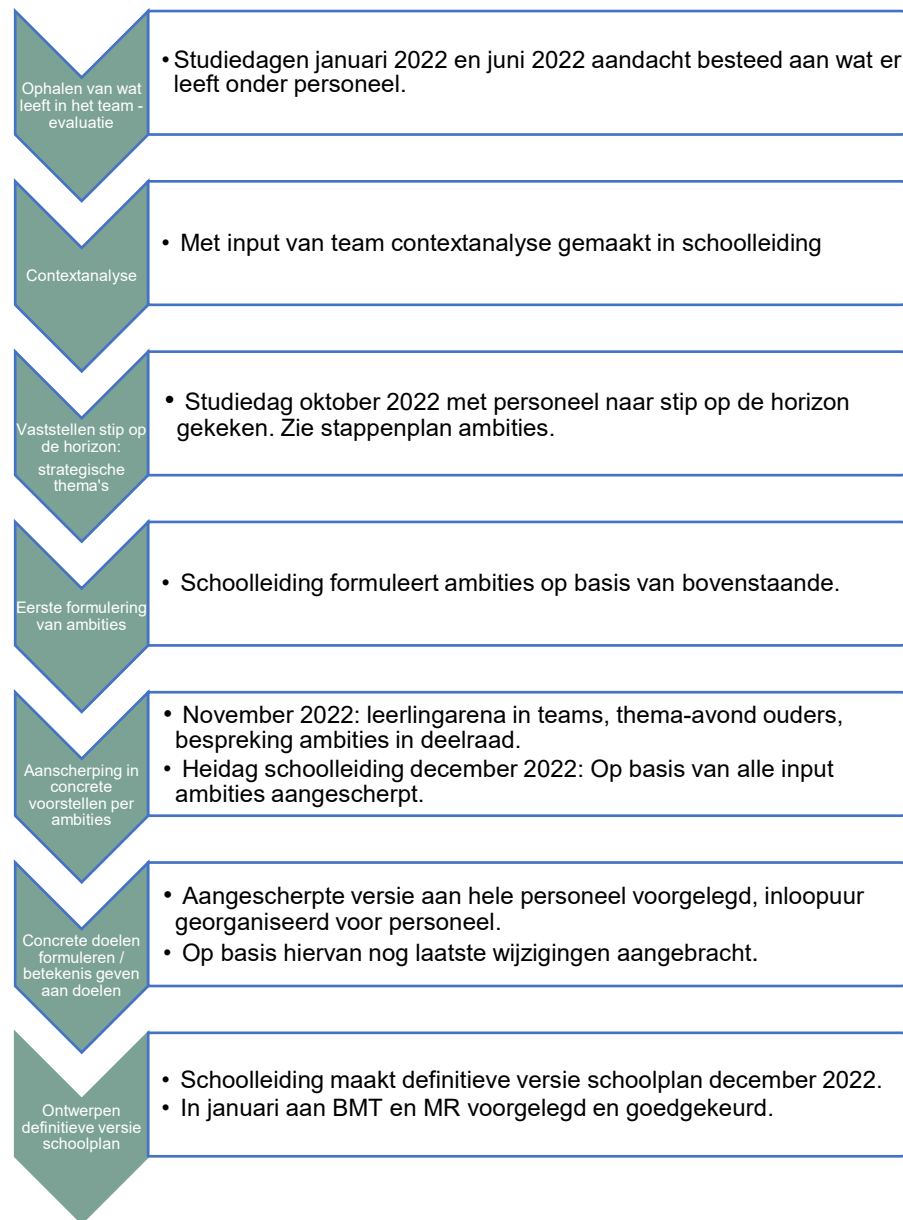 Ophalen van wat
leeft in het team -
evaluatie
• Studiedagen januari 2022 en juni 2022 aandacht besteed aan wat er
leeft onder personeel.
Contextanalyse
• Met input van team contextanalyse gemaakt in schoolleiding
Vaststellen stip op
de horizon:
strategische
thema's
• Studiedag oktober 2022 met personeel naar stip op de horizon
gekeken. Zie stappenplan ambities.
Eerste formulering
van ambities
• Schoolleiding formuleert ambities op basis van bovenstaande.
Aanscherping in
concrete
voorstellen per
ambities
• November 2022: leerlingarena in teams, thema-avond ouders,
bespreking ambities in deelraad.
• Heidag schoolleiding december 2022: Op basis van alle input
ambities aangescherpt.
Concrete doelen
formuleren /
betekenis geven
aan doelen
• Aangescherpte versie aan hele personeel voorgelegd, inloopuur
georganiseerd voor personeel.
• Op basis hiervan nog laatste wijzigingen aangebracht.
Ontwerpen
definitieve versie
schoolplan
• Schoolleiding maakt definitieve versie schoolplan december 2022.
• In januari aan BMT en MR voorgelegd en goedgekeurd.